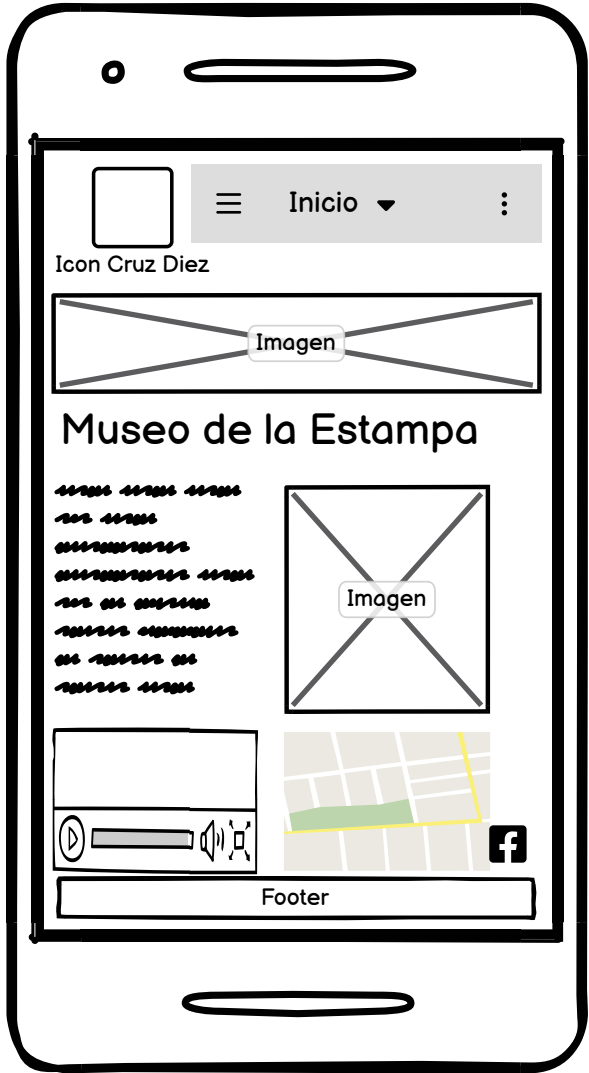 Inicio
Icon Cruz Diez
Imagen
Museo de la Estampa
Imagen
Footer